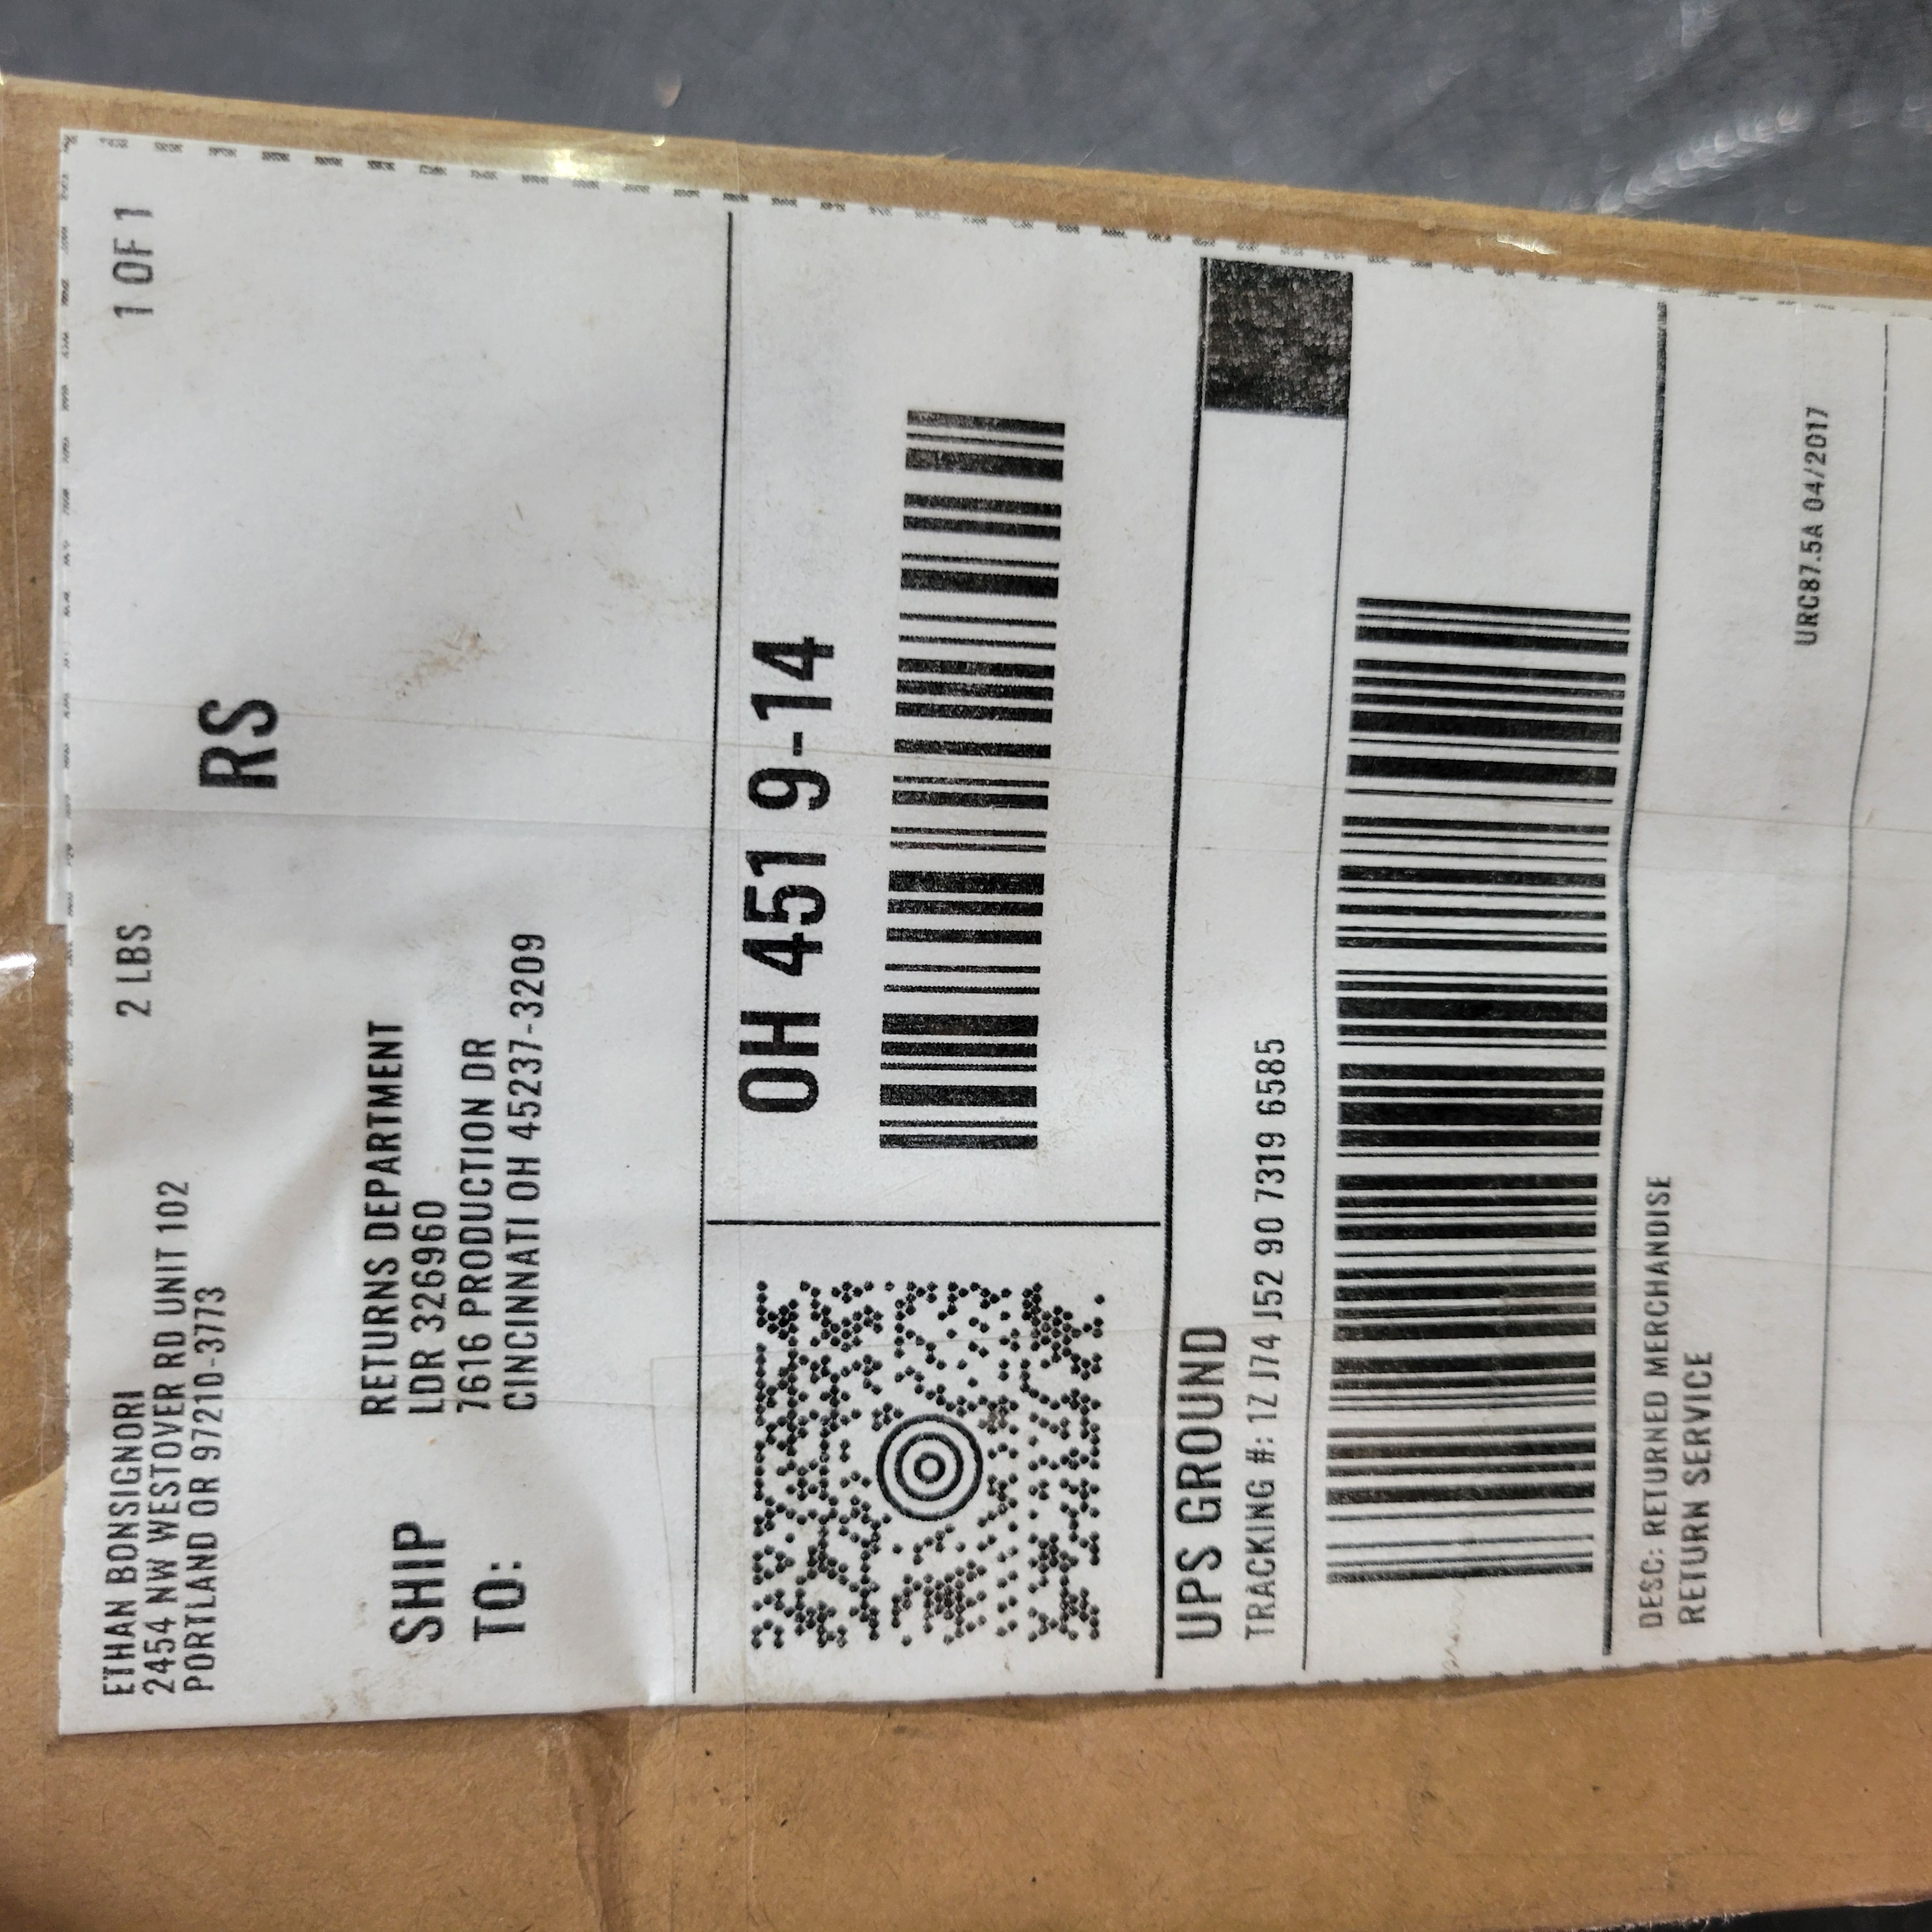 ETHAN BONSIGNORI
2454 NW WESTOVER RD UNIT 102
PORTLAND OR 97210-3773
2 LBS
1 OF 1
RS
SHIP
TO:
RETURNS DEPARTMENT
LDR 326960
7616 PRODUCTION DR
CINCINNATI OH 45237-3209
OH 451 9-14
UPS GROUND
TRACKING #: 1Z J74 J52 90 7319 6585
DESC: RETURNED MERCHANDISE
RETURN SERVICE
URC87.5A 04/2017